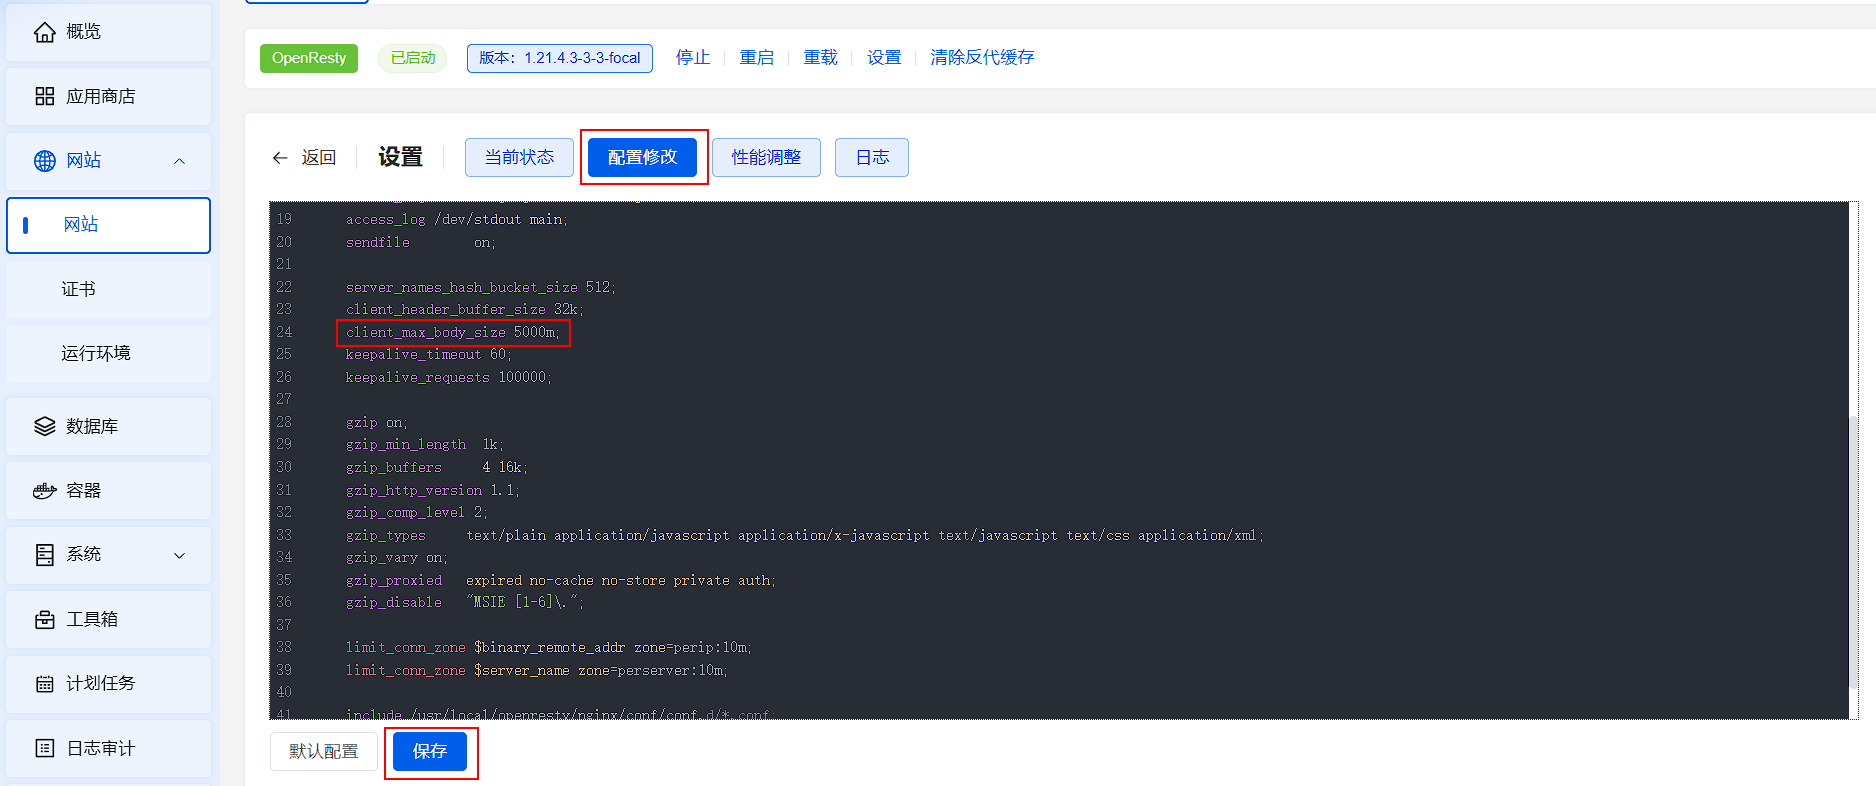 概览
应用商店
网站
网站
证书
运行环境
数据库
容器
系统
工具箱
计划任务
日志审计
OpenResty 已启动 版本：1.21.4.3-3-3-focal 停止 重启 重载 设置 清除反代缓存
返回 设置 当前状态 配置修改 性能调整 日志
19 access_log /dev/stdout main;
20 sendfile on;
21
22 server_names_hash_bucket_size 512;
23 client_header_buffer_size 32k;
24 client_max_body_size 5000m;
25 keepalive_timeout 60;
26 keepalive_requests 100000;
27
28 gzip on;
29 gzip_min_length 1k;
30 gzip_buffers 4 16k;
31 gzip_http_version 1.1;
32 gzip_comp_level 2;
33 gzip_types text/plain application/javascript application/x-javascript text/javascript text/css application/xml;
34 gzip_vary on;
35 gzip_proxied expired no-cache no-store private auth;
36 gzip_disable "MSIE [1-6]\.";
37
38 limit_conn_zone $binary_remote_addr zone=perip:10m;
39 limit_conn_zone $server_name zone=perserver:10m;
40
41 include /usr/local/openresty/nginx/conf/conf.d/*.conf;
默认配置 保存